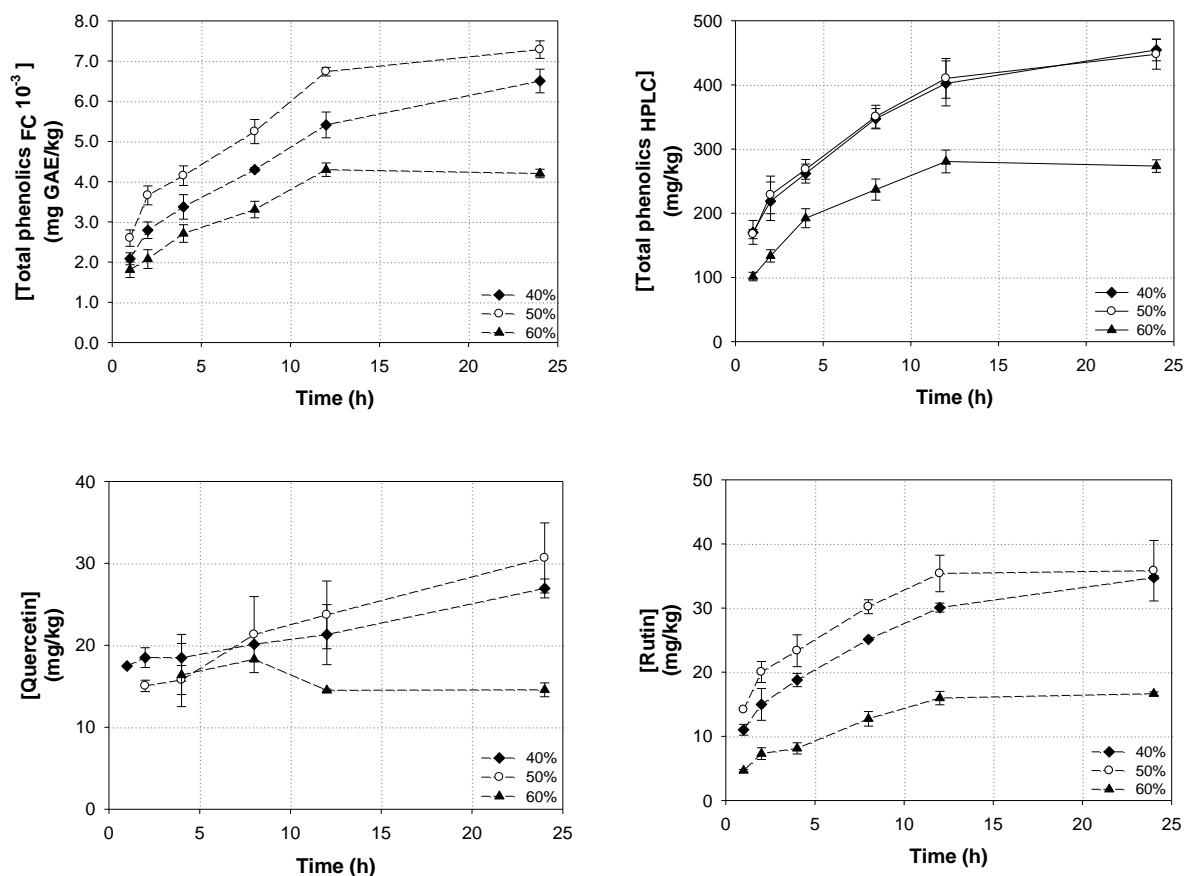 [Total phenolics FC 10-3 ]
(mg GAE/kg)
8.0
7.0
6.0
5.0
4.0
3.0
2.0
1.0
0.0
40%
50%
60%
0 5 10 15 20 25
Time (h)
[Total phenolics HPLC]
(mg/kg)
500
400
300
200
100
0
40%
50%
60%
0 5 10 15 20 25
Time (h)
[Quercetin]
(mg/kg)
40
30
20
10
0
40%
50%
60%
0 5 10 15 20 25
Time (h)
[Rutin]
(mg/kg)
50
40
30
20
10
0
40%
50%
60%
0 5 10 15 20 25
Time (h)